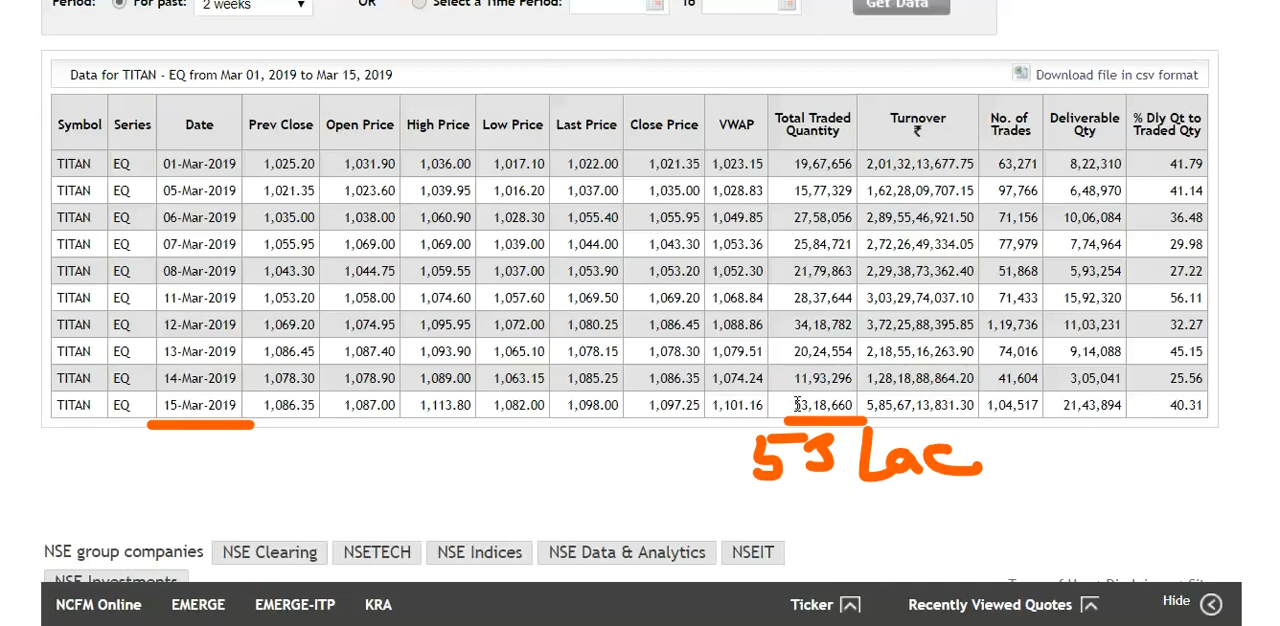 Period: For past: 2 weeks OR Select a Time Period: To Get Data
Data for TITAN - EQ from Mar 01, 2019 to Mar 15, 2019 Download file in csv format
Symbol Series Date Prev Close Open Price High Price Low Price Last Price Close Price VWAP Total Traded Quantity Turnover ₹ No. of Trades Deliverable Qty % Dly Qt to Traded Qty
TITAN EQ 01-Mar-2019 1,025.20 1,031.90 1,036.00 1,017.10 1,022.00 1,021.35 1,023.15 19,67,656 2,01,32,13,677.75 63,271 8,22,310 41.79
TITAN EQ 05-Mar-2019 1,021.35 1,023.60 1,039.95 1,016.20 1,037.00 1,035.00 1,028.83 15,77,329 1,62,28,09,707.15 97,766 6,48,970 41.14
TITAN EQ 06-Mar-2019 1,035.00 1,038.00 1,060.90 1,028.30 1,055.40 1,055.95 1,049.85 27,58,056 2,89,55,46,921.50 71,156 10,06,084 36.48
TITAN EQ 07-Mar-2019 1,055.95 1,069.00 1,069.00 1,039.00 1,044.00 1,043.30 1,053.36 25,84,721 2,72,26,49,334.05 77,979 7,74,964 29.98
TITAN EQ 08-Mar-2019 1,043.30 1,044.75 1,059.55 1,037.00 1,053.90 1,053.20 1,052.30 21,79,863 2,29,38,73,362.40 51,868 5,93,254 27.22
TITAN EQ 11-Mar-2019 1,053.20 1,058.00 1,074.60 1,057.60 1,069.50 1,069.20 1,068.84 28,37,644 3,03,29,74,037.10 71,433 15,92,320 56.11
TITAN EQ 12-Mar-2019 1,069.20 1,074.95 1,095.95 1,072.00 1,080.25 1,086.45 1,088.86 34,18,782 3,72,25,88,395.85 1,19,736 11,03,231 32.27
TITAN EQ 13-Mar-2019 1,086.45 1,087.40 1,093.90 1,065.10 1,078.15 1,078.30 1,079.51 20,24,554 2,18,55,16,263.90 74,016 9,14,088 45.15
TITAN EQ 14-Mar-2019 1,078.30 1,078.90 1,089.00 1,063.15 1,085.25 1,086.35 1,074.24 11,93,296 1,28,18,88,864.20 41,604 3,05,041 25.56
TITAN EQ 15-Mar-2019 1,086.35 1,087.00 1,113.80 1,082.00 1,098.00 1,097.25 1,101.16 53,18,660 5,85,67,13,831.30 1,04,517 21,43,894 40.31
53 Lac
NSE group companies NSE Clearing NSETECH NSE Indices NSE Data & Analytics NSEIT
NSE Investments
NCFM Online EMERGE EMERGE-ITP KRA Ticker Recently Viewed Quotes Hide